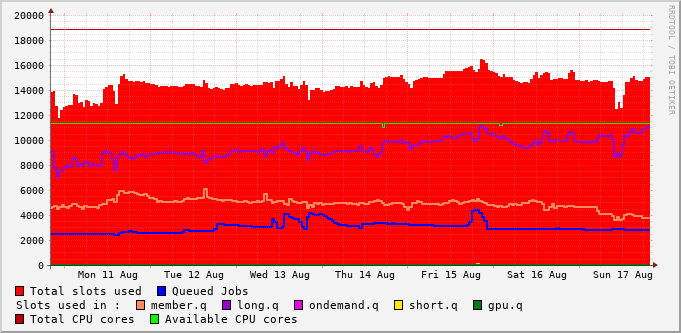 20000
18000
16000
14000
12000
10000
8000
6000
4000
2000
0
Mon 11 Aug Tue 12 Aug Wed 13 Aug Thu 14 Aug Fri 15 Aug Sat 16 Aug Sun 17 Aug
Total slots used Queued Jobs
Slots used in : member.q long.q ondemand.q short.q gpu.q
Total CPU cores Available CPU cores
RRDTOOL / TOBI OETIKER